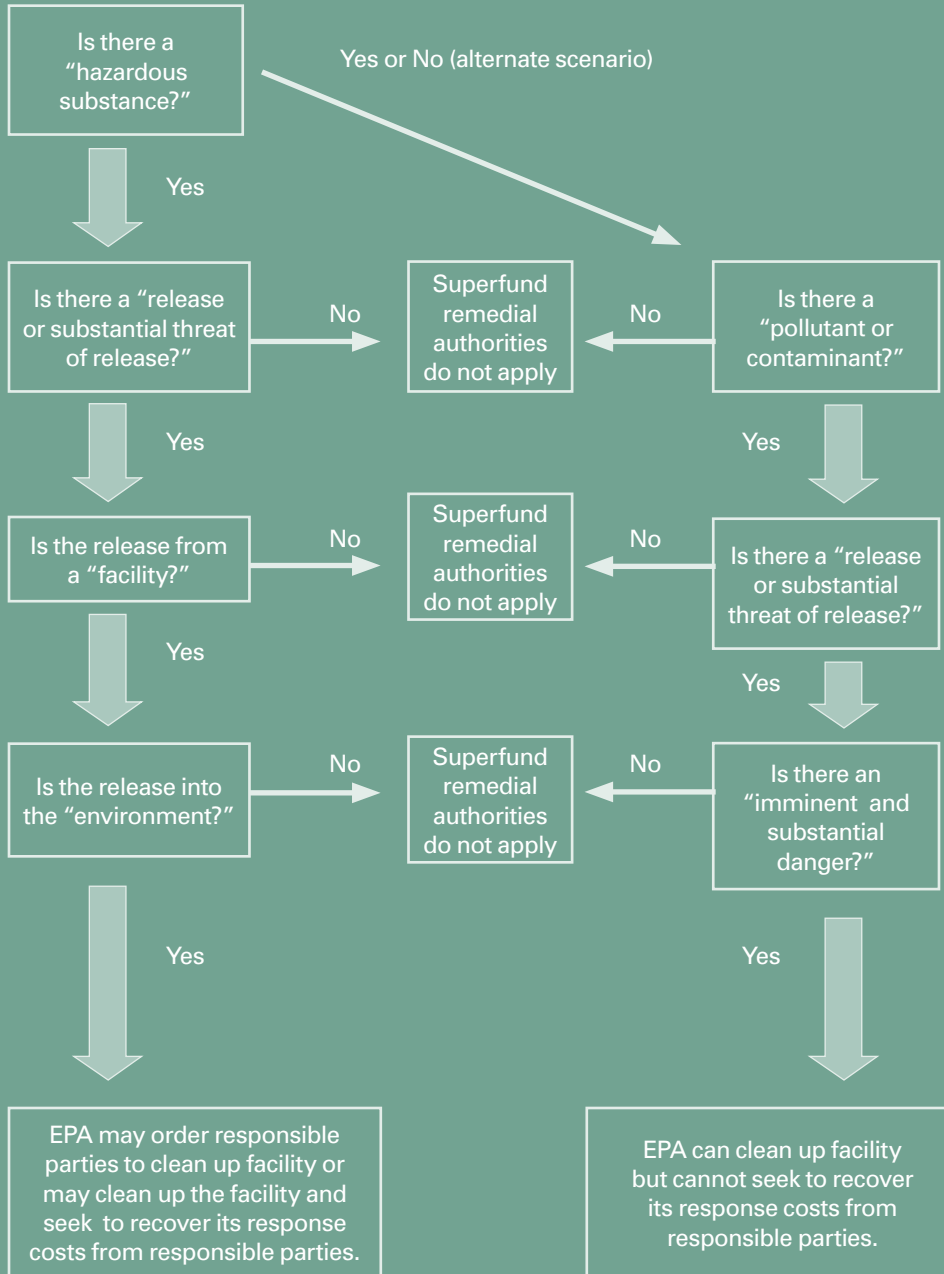 Is there a
“hazardous
substance?”
Yes or No (alternate scenario)
Yes
Is there a “release
or substantial threat
of release?”
No
Superfund
remedial
authorities
do not apply
No
Is there a
“pollutant or
contaminant?”
Yes
Yes
Is the release from
a “facility?”
No
Superfund
remedial
authorities
do not apply
No
Is there a “release
or substantial
threat of release?”
Yes
Yes
Is the release into
the “environment?”
No
Superfund
remedial
authorities
do not apply
No
Is there an
“imminent and
substantial
danger?”
Yes
Yes
EPA may order responsible
parties to clean up facility or
may clean up the facility and
seek to recover its response
costs from responsible parties.
EPA can clean up facility
but cannot seek to recover
its response costs from
responsible parties.